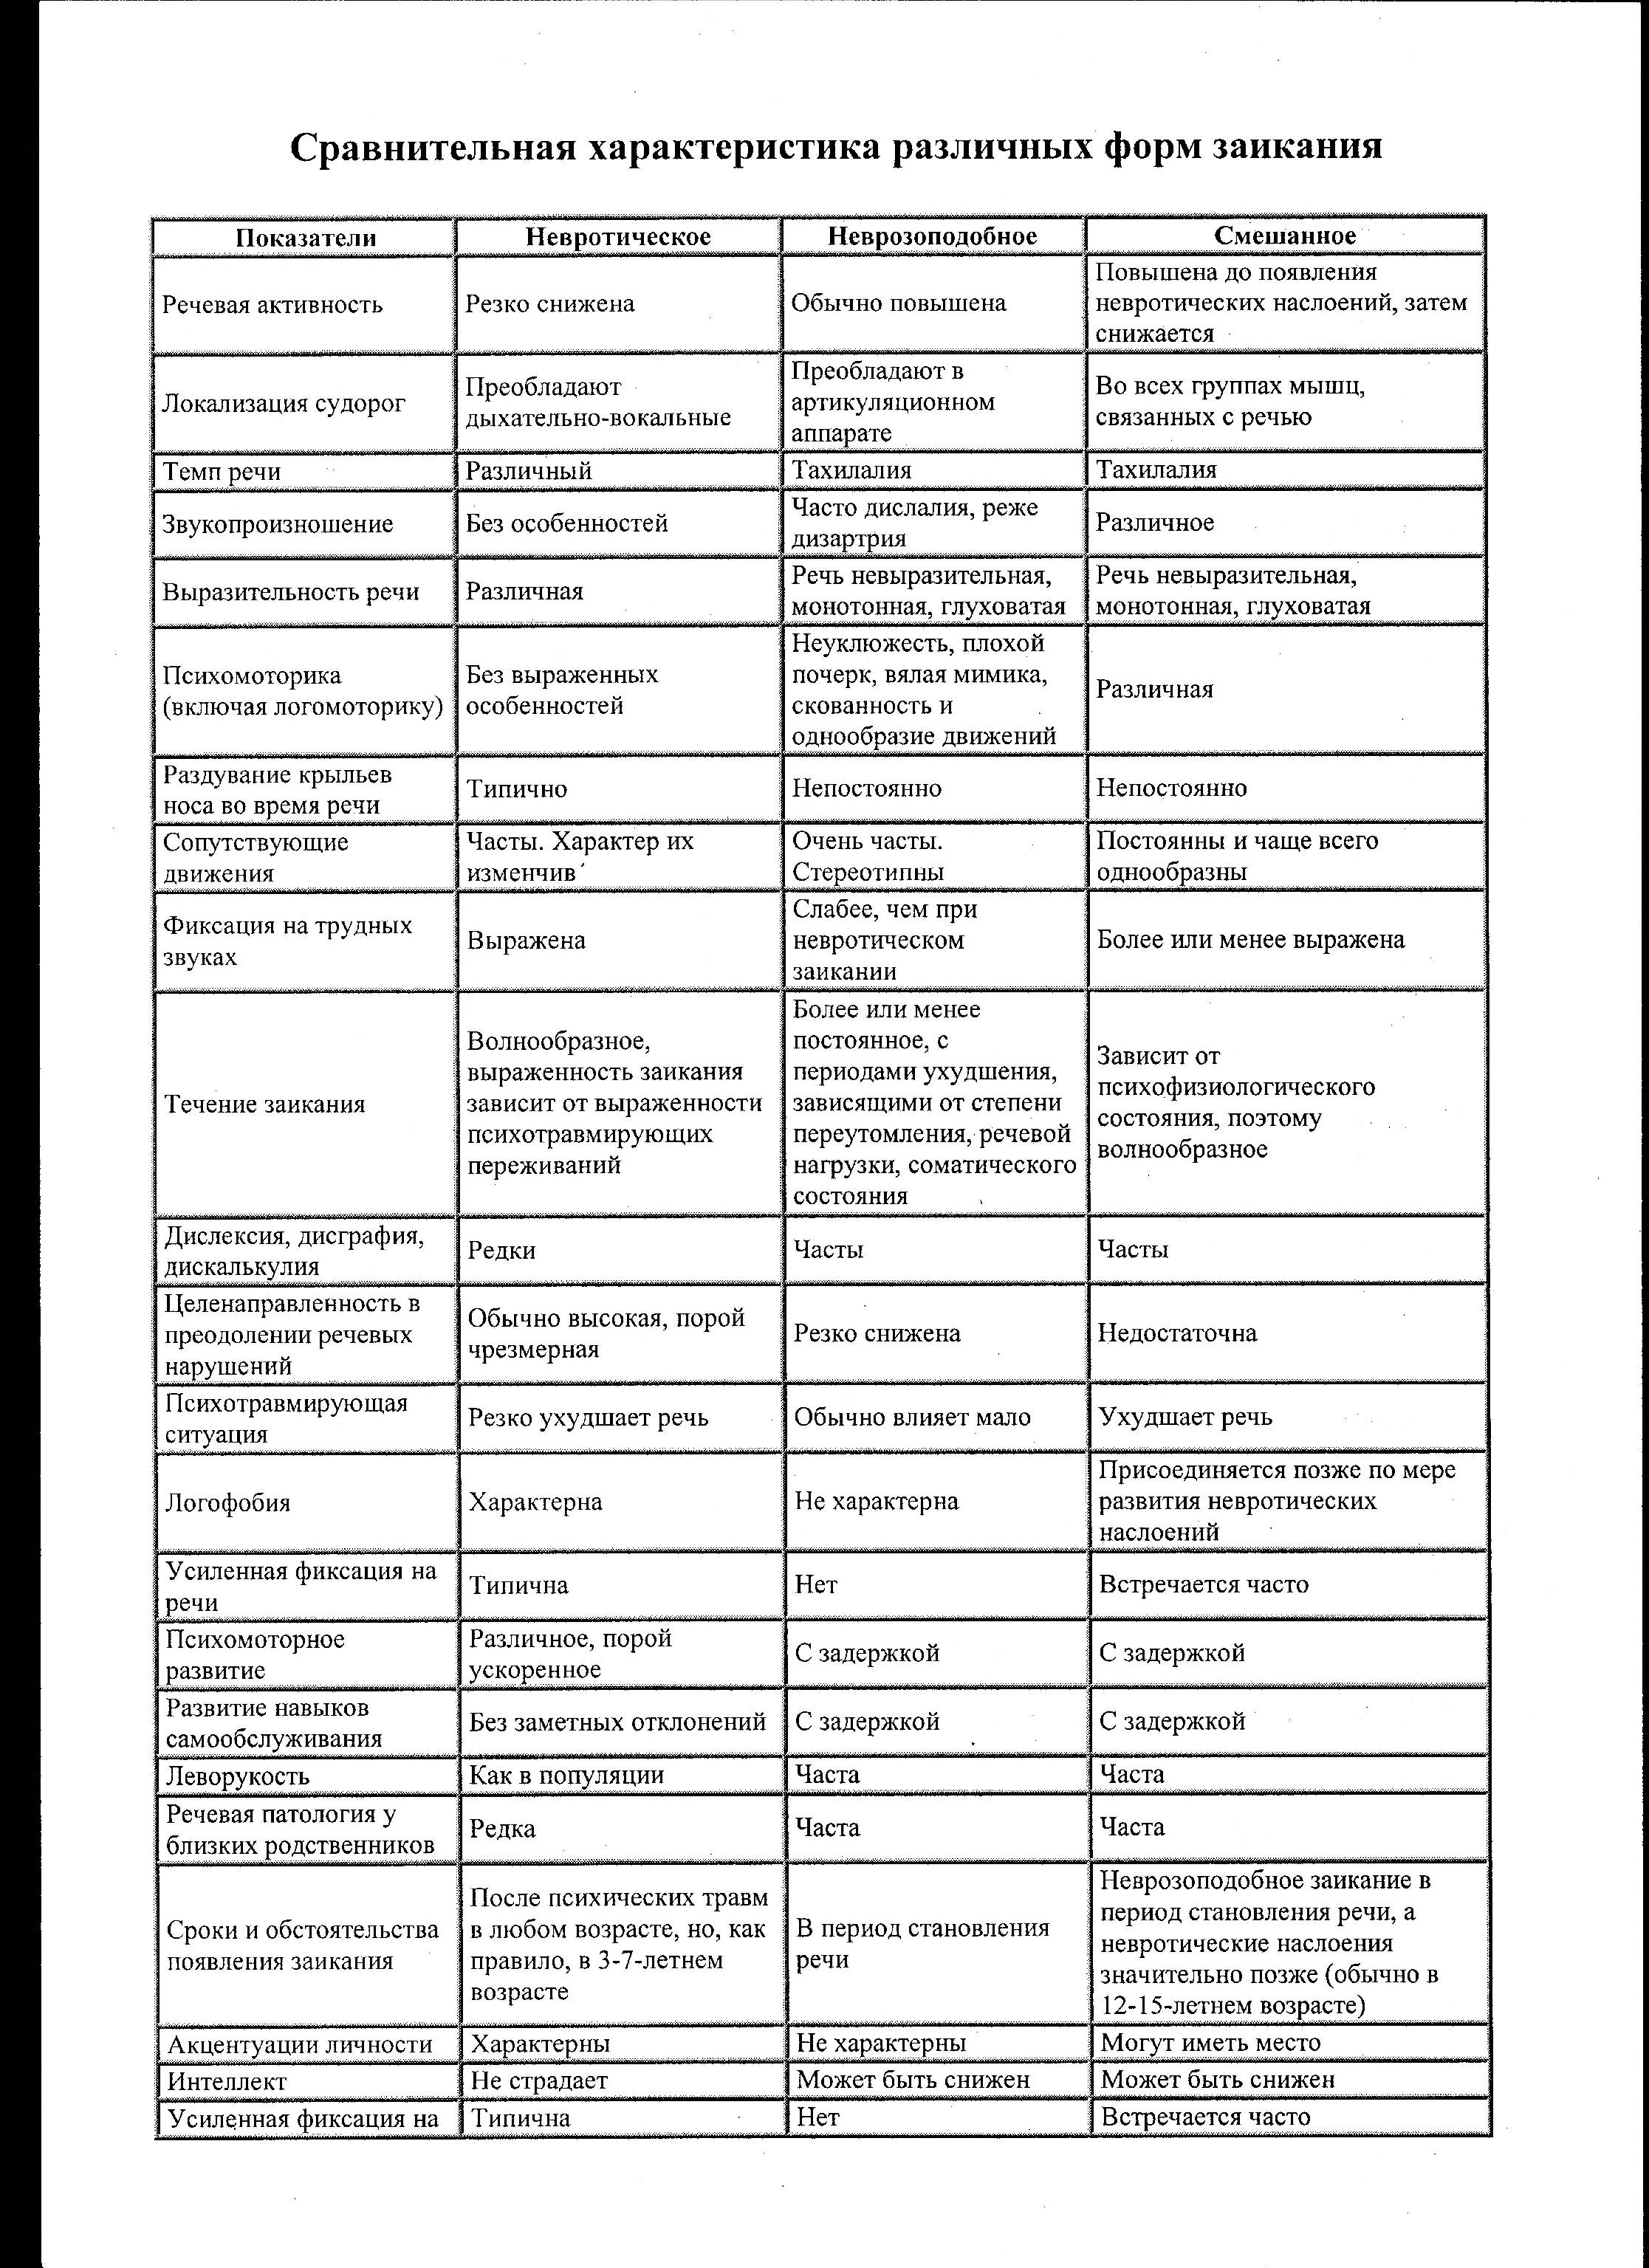 Сравнительная характеристика различных форм заикания
Показатели Невротическое Неврозоподобное Смешанное
Речевая активность Резко снижена Обычно повышена Повышена до появления
невротических наслоений, затем
снижается
Локализация судорог Преобладают
дыхательно-вокальные Преобладают в
артикуляционном
аппарате Во всех группах мышц,
связанных с речью
Темп речи Различный Тахилалия Тахилалия
Звукопроизношение Без особенностей Часто дислалия, реже
дизартрия Различное
Выразительность речи Различная Речь невыразительная,
монотонная, глуховатая Речь невыразительная,
монотонная, глуховатая
Психомоторика
(включая логомоторику) Без выраженных
особенностей Неуклюжесть, плохой
почерк, вялая мимика,
скованность и
однообразие движений Различная
Раздувание крыльев
носа во время речи Типично Непостоянно Непостоянно
Сопутствующие
движения Часты. Характер их
изменчив Очень часты.
Стереотипны Постоянны и чаще всего
однообразны
Фиксация на трудных
звуках Выражена Слабее, чем при
невротическом
заикании Более или менее выражена
Течение заикания Волнообразное,
выраженность заикания
зависит от выраженности
психотравмирующих
переживаний Более или менее
постоянное, с
периодами ухудшения,
зависящими от степени
переутомления, речевой
нагрузки, соматического
состояния Зависит от
психофизиологического
состояния, поэтому
волнообразное
Дислексия, дисграфия,
дискалькулия Редки Часты Часты
Целенаправленность в
преодолении речевых
нарушений Обычно высокая, порой
чрезмерная Резко снижена Недостаточна
Психотравмирующая
ситуация Резко ухудшает речь Обычно влияет мало Ухудшает речь
Логофобия Характерна Не характерна Присоединяется позже по мере
развития невротических
наслоений
Усиленная фиксация на
речи Типична Нет Встречается часто
Психомоторное
развитие Различное, порой
ускоренное С задержкой С задержкой
Развитие навыков
самообслуживания Без заметных отклонений С задержкой С задержкой
Леворукость Как в популяции Часта Часта
Речевая патология у
близких родственников Редка Часта Часта
Сроки и обстоятельства
появления заикания После психических травм
в любом возрасте, но, как
правило, в 3-7-летнем
возрасте В период становления
речи Неврозоподобное заикание в
период становления речи, а
невротические наслоения
значительно позже (обычно в
12-15-летнем возрасте)
Акцентуации личности Характерны Не характерны Могут иметь место
Интеллект Не страдает Может быть снижен Может быть снижен
Усиленная фиксация на Типична Нет Встречается часто